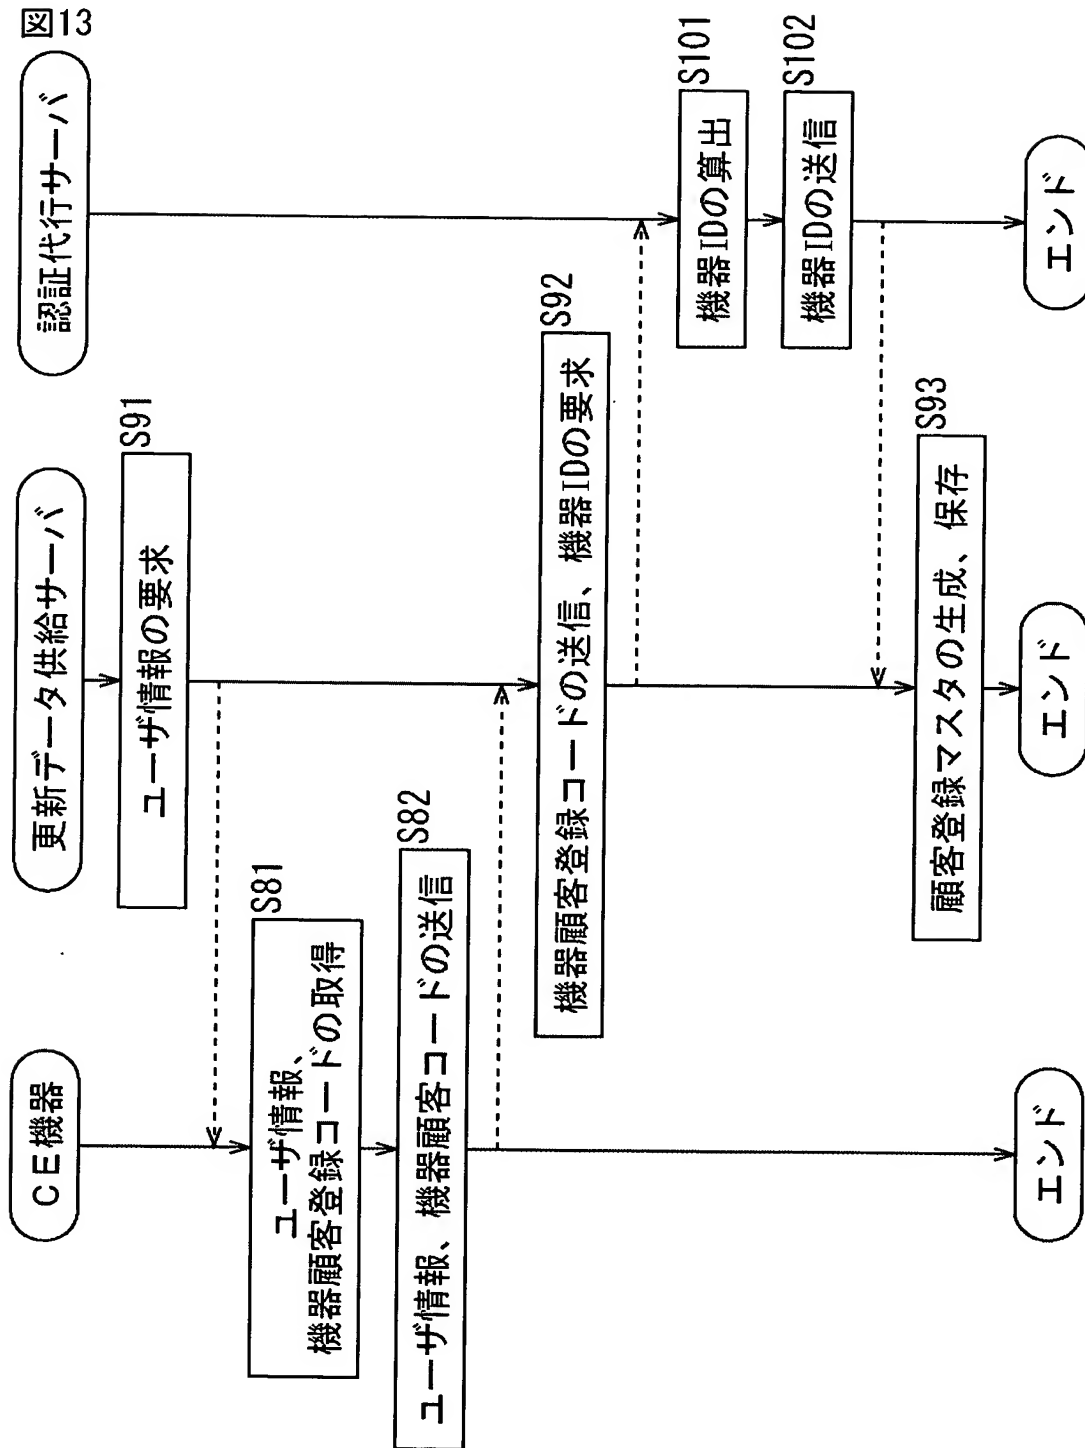 図13
CE機器
更新データ供給サーバ
認証代行サーバ
S91
ユーザ情報の要求
S81
ユーザ情報、
機器顧客登録コードの取得
S82
ユーザ情報、機器顧客コードの送信
S92
機器顧客登録コードの送信、機器IDの要求
S101
機器IDの算出
S102
機器IDの送信
S93
顧客登録マスタの生成、保存
エンド
エンド
エンド